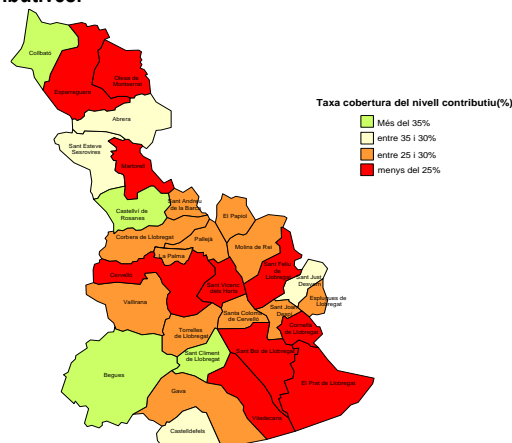 ibutives.
Collbató
Olesa de
Montserrat
Esparreguera
Abrera
Sant Esteve
Sesrovires
Martorell
Castellví de
Rosanes
Sant Andreu
de la Barca
El Papiol
Corbera de Llobregat
Pallejà
Molins de Rei
La Palma
Cervelló
Sant Vicenç
dels Horts
Sant Feliu
de
Llobregat
Sant Just
Desvern
Esplugues de
Llobregat
Vallirana
Santa Coloma
de Cervelló
Sant Joan
Despí
Cornellà
de Llobregat
Torrelles
de Llobregat
Sant Climent
de Llobregat
Sant Boi de Llobregat
Begues
El Prat de Llobregat
Gava
Viladecans
Castelldefels
Taxa cobertura del nivell contributiu(%)
Més del 35%
entre 35 i 30%
entre 25 i 30%
menys del 25%